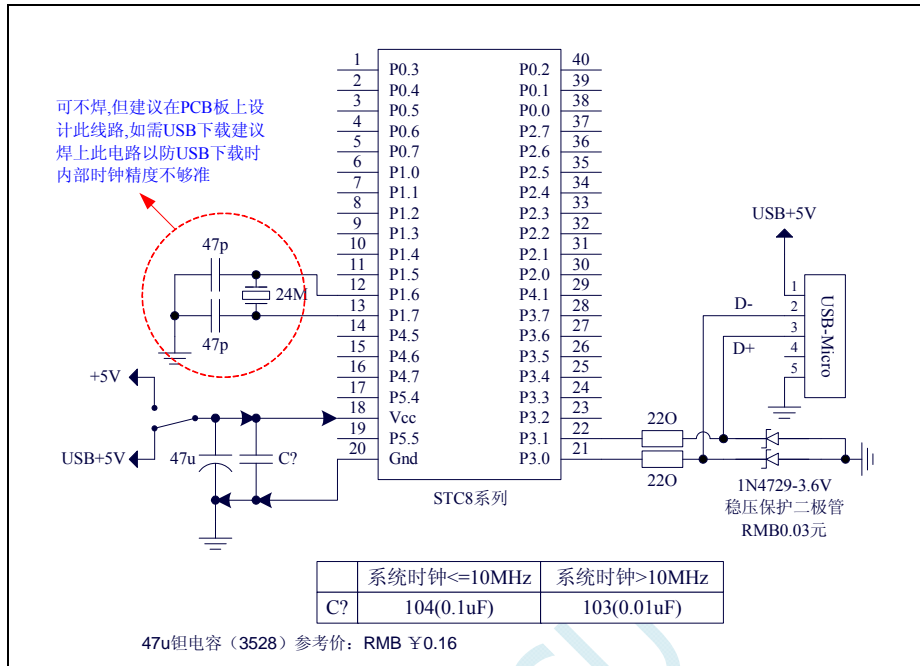 可不焊,但建议在PCB板上设
计此线路,如需USB下载建议
焊上此电路以防USB下载时
内部时钟精度不够准
47p
24M
47p
+5V
USB+5V
47u
C?
1 P0.3
2 P0.4
3 P0.5
4 P0.6
5 P0.7
6 P1.0
7 P1.1
8 P1.2
9 P1.3
10 P1.4
11 P1.5
12 P1.6
13 P1.7
14 P4.5
15 P4.6
16 P4.7
17 P5.4
18 Vcc
19 P5.5
20 Gnd
P0.2 40
P0.1 39
P0.0 38
P2.7 37
P2.6 36
P2.5 35
P2.4 34
P2.3 33
P2.2 32
P2.1 31
P2.0 30
P4.1 29
P3.7 28
P3.6 27
P3.5 26
P3.4 25
P3.3 24
P3.2 23
P3.1 22
P3.0 21
STC8系列
22O
22O
USB+5V
D-
D+
1
2
3
4
5
USB-Micro
1N4729-3.6V
稳压保护二极管
RMB0.03元
系统时钟<=10MHz 系统时钟>10MHz
C? 104(0.1uF) 103(0.01uF)
47u钽电容（3528）参考价：RMB ￥0.16